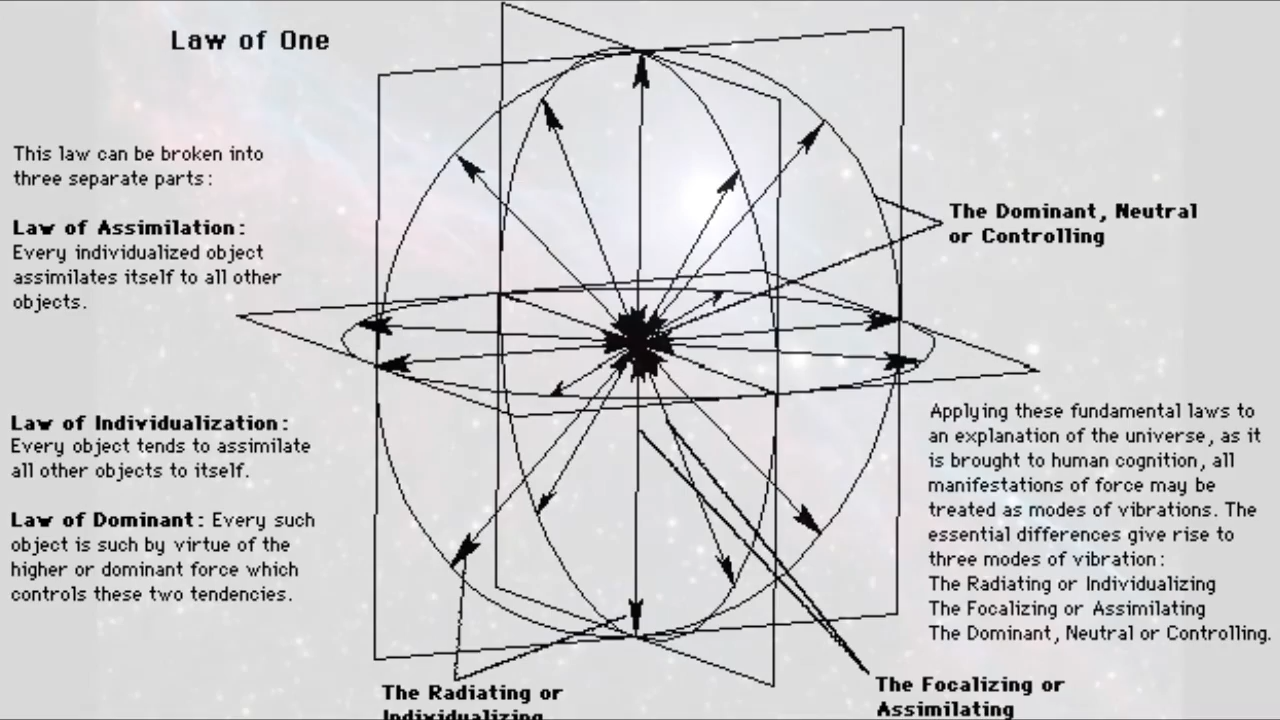 Law of One
This law can be broken into
three separate parts:
Law of Assimilation:
Every individualized object
assimilates itself to all other
objects.
Law of Individualization:
Every object tends to assimilate
all other objects to itself.
Law of Dominant: Every such
object is such by virtue of the
higher or dominant force which
controls these two tendencies.
The Dominant, Neutral
or Controlling
Applying these fundamental laws to
an explanation of the universe, as it
is brought to human cognition, all
manifestations of force may be
treated as modes of vibrations. The
essential differences give rise to
three modes of vibration:
The Radiating or Individualizing
The Focalizing or Assimilating
The Dominant, Neutral or Controlling.
The Radiating or
Individualizing
The Focalizing or
Assimilating